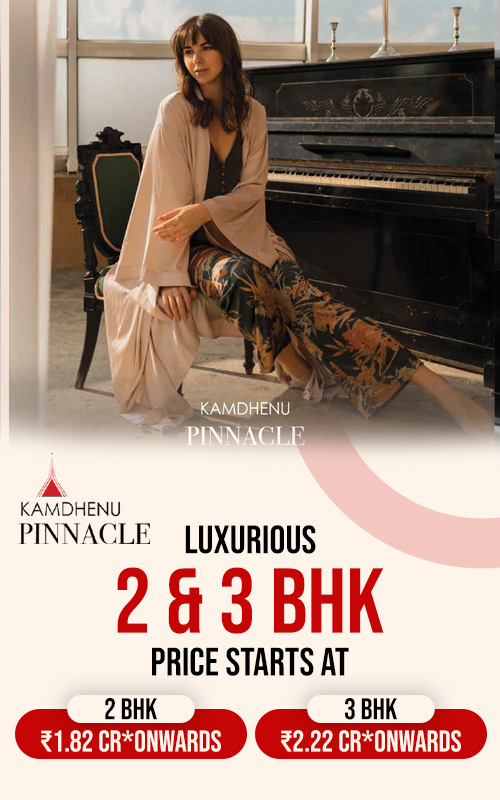 KAMDHENU
PINNACLE
KAMDHENU
PINNACLE
LUXURIOUS
2 & 3 BHK
PRICE STARTS AT
2 BHK
₹1.82 CR*ONWARDS
3 BHK
₹2.22 CR*ONWARDS